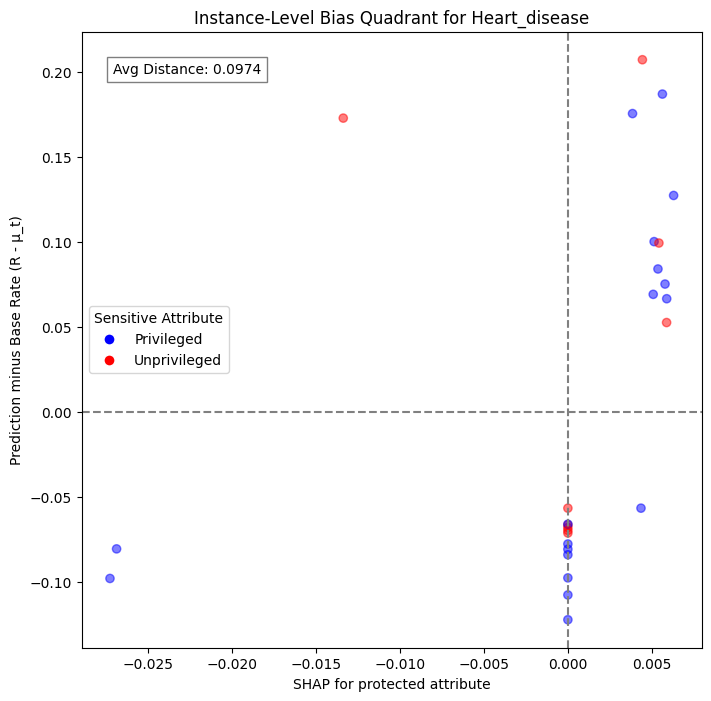 Instance-Level Bias Quadrant for Heart_disease
Avg Distance: 0.0974
Prediction minus Base Rate (R - μ_t)
0.20
0.15
0.10
0.05
0.00
−0.05
−0.10
Sensitive Attribute
Privileged
Unprivileged
−0.025
−0.020
−0.015
−0.010
−0.005
0.000
0.005
SHAP for protected attribute